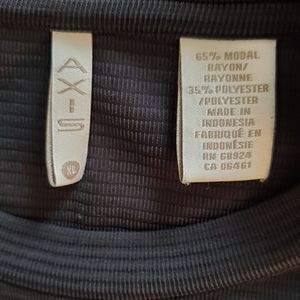 AXIS
XL
65% MODAL
RAYON/
RAYONNE
35% POLYESTER
/POLYESTER
MADE IN
INDONESIA
FABRIQUÉ EN
INDONÉSIE
RN 68924
CA 06461